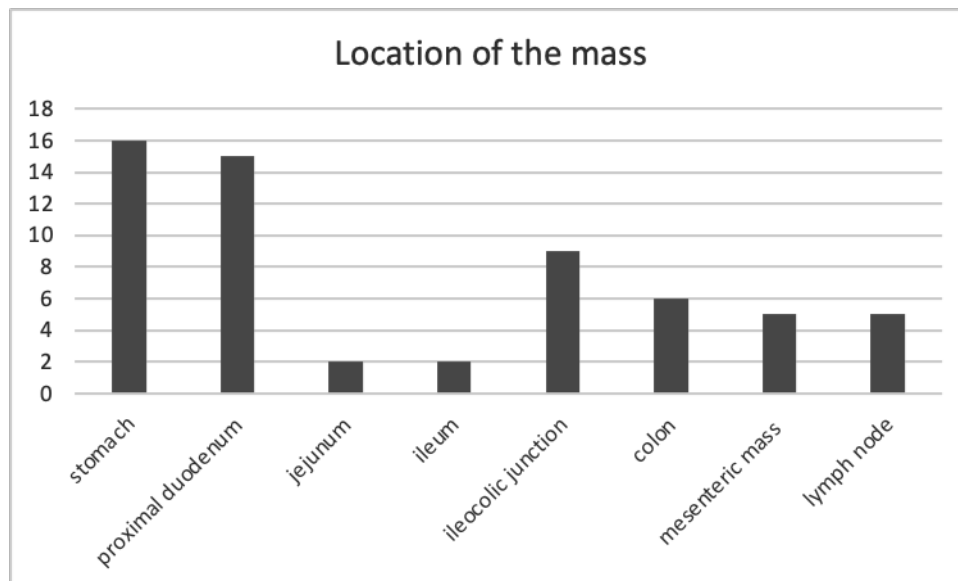 Location of the mass
18
16
14
12
10
8
6
4
2
0
stomach
proximal duodenum
jejunum
ileum
ileocolic junction
colon
mesenteric mass
lymph node